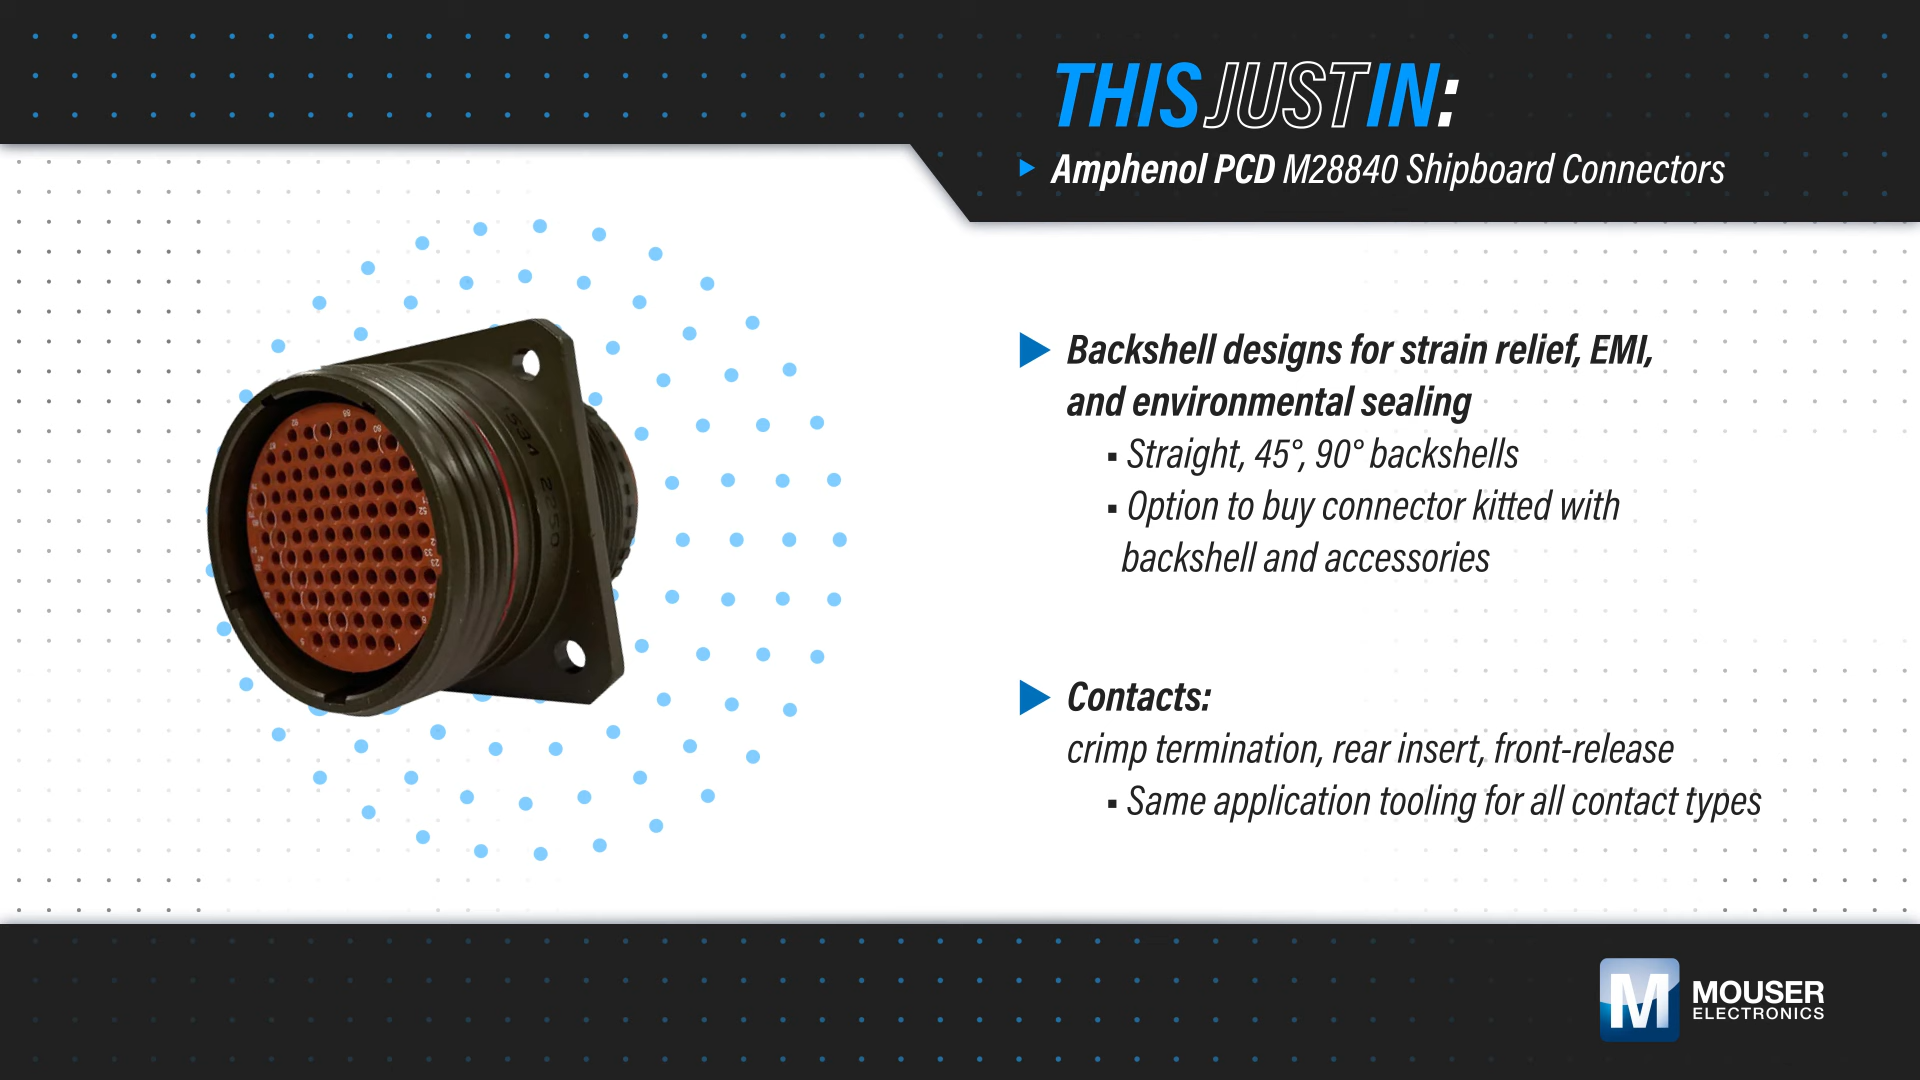 THIS JUST IN:
Amphenol PCD M28840 Shipboard Connectors
Backshell designs for strain relief, EMI,
and environmental sealing
▪ Straight, 45°, 90° backshells
▪ Option to buy connector kitted with
backshell and accessories
Contacts:
crimp termination, rear insert, front-release
▪ Same application tooling for all contact types
M
MOUSER
ELECTRONICS